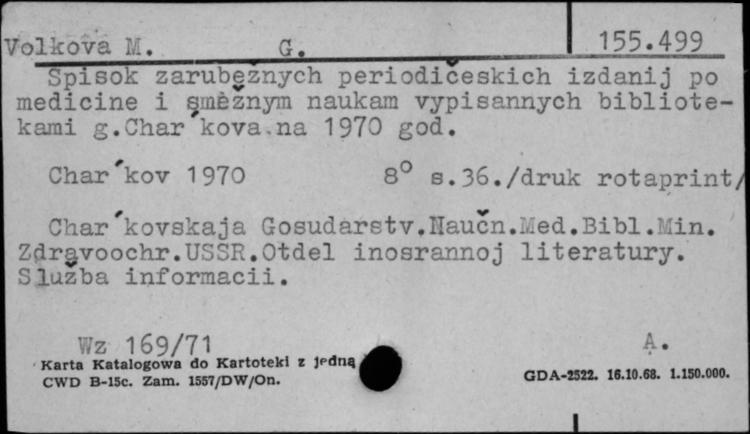 Volkova M. G. 155.499
Spisok zarubežnych periodičeskich izdanij po
medicine i smežnym naukam vypisannych bibliote-
kami g.Char´kova na 1970 god.
Char´kov 1970 8° s.36./druk rotaprint/
Char´kovskaja Gosudarstv.Naučn.Med.Bibl.Min.
Zdravoochr.USSR.Otdel inosrannoj literatury.
Služba informacii.
Wz 169/71 A.
Karta Katalogowa do Kartoteki z jedną
CWD B-15c. Zam. 1557/DW/On. GDA-2522. 16.10.68. 1.150.000.